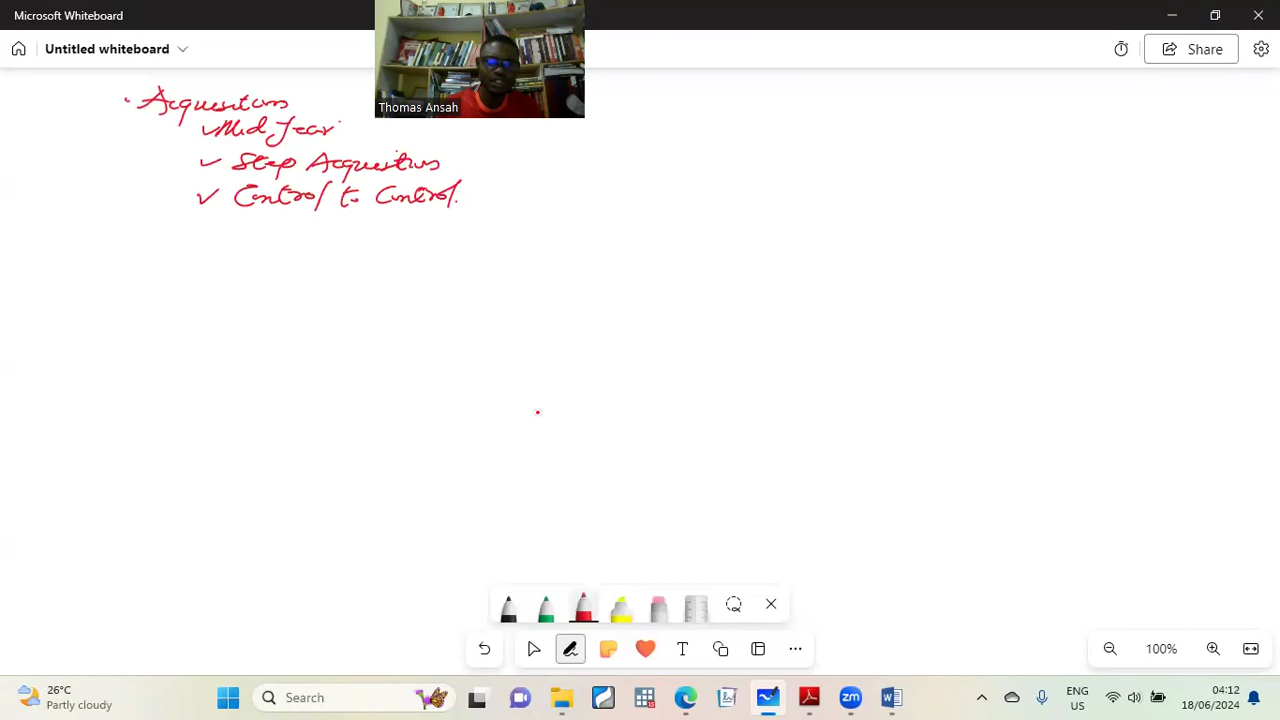 Microsoft Whiteboard
Untitled whiteboard
Share
Thomas Ansah
• Acquisitions
✓ Mid Year
✓ Step Acquisitions
✓ Control to Control.
100%
26°C
Partly cloudy
Search
ENG
US
04:12
18/06/2024